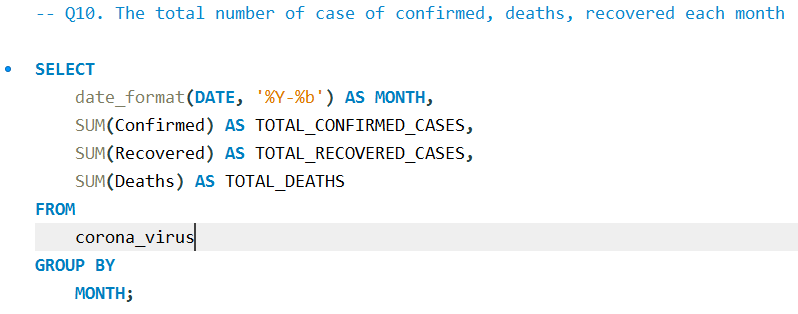 -- Q10. The total number of case of confirmed, deaths, recovered each month
SELECT
date_format(DATE, '%Y-%b') AS MONTH,
SUM(Confirmed) AS TOTAL_CONFIRMED_CASES,
SUM(Recovered) AS TOTAL_RECOVERED_CASES,
SUM(Deaths) AS TOTAL_DEATHS
FROM
corona_virus
GROUP BY
MONTH;